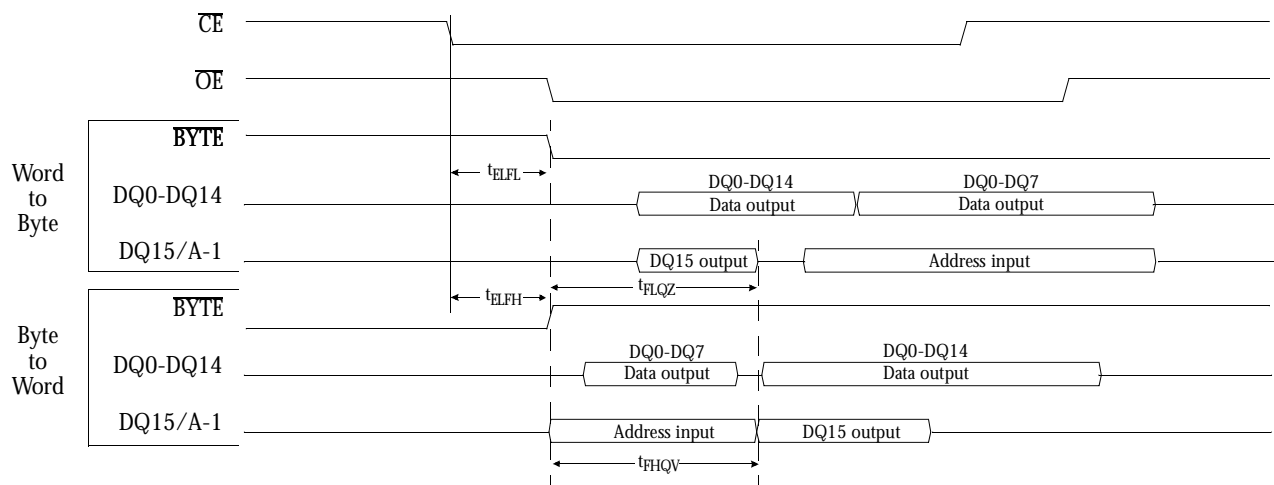 CE
OE
Word
to
Byte
BYTE
tELFL
DQ0-DQ14
DQ0-DQ14
Data output
DQ0-DQ7
Data output
DQ15/A-1
DQ15 output
Address input
tFLQZ
Byte
to
Word
tELFH
BYTE
DQ0-DQ14
DQ0-DQ7
Data output
DQ0-DQ14
Data output
DQ15/A-1
Address input
DQ15 output
tFHQV